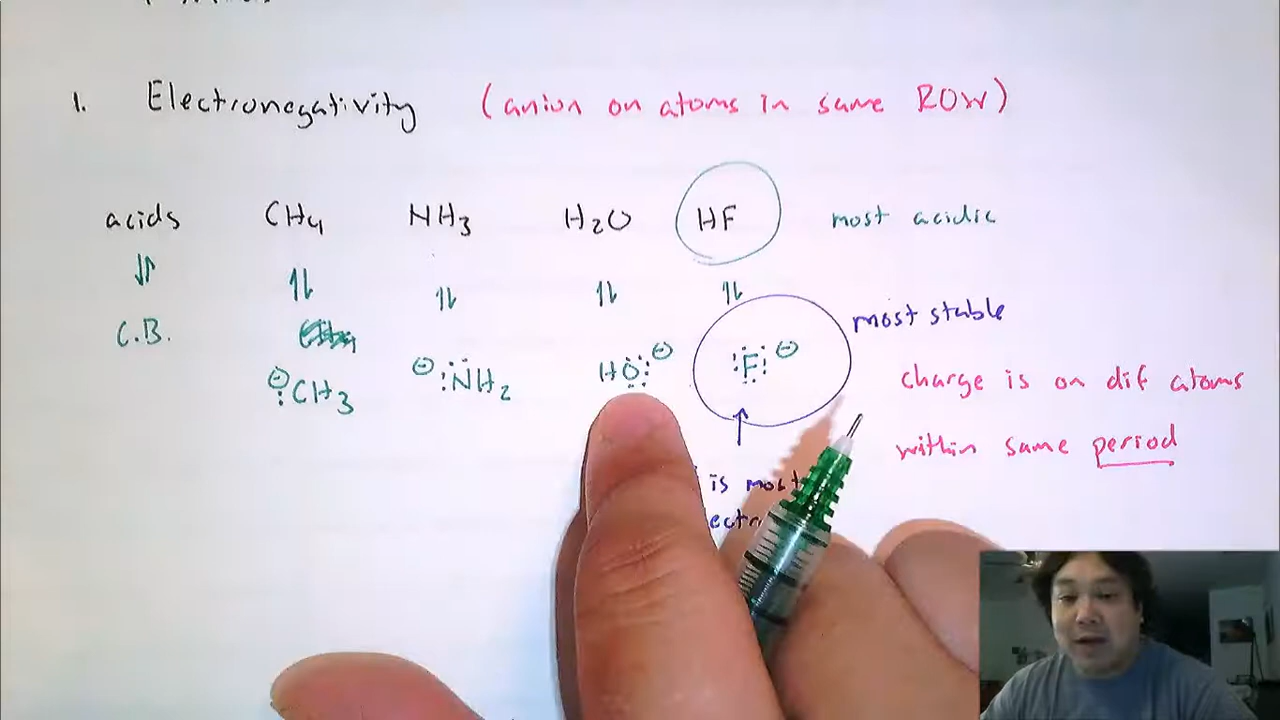 1. Electronegativity (anion on atoms in same ROW)
acids CH4 NH3 H2O HF most acidic
⇃↾ ↿⇂ ↿⇂ ↿⇂ ↿⇂
C.B. ⊖:CH3 ⊖:N̈H2 HO⊖ F⊖ most stable
charge is on dif atoms
within same period
is most